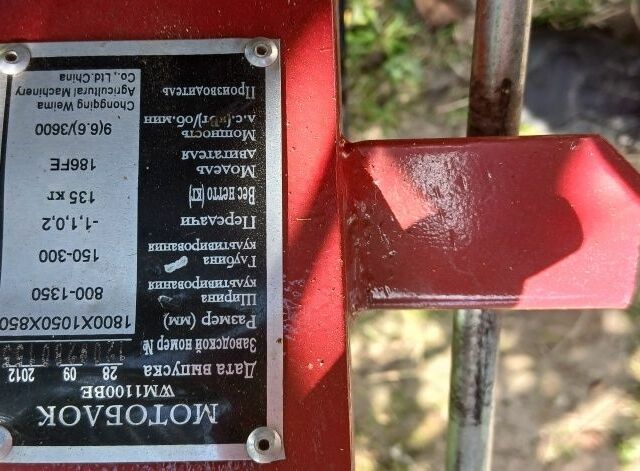 МОТОБЛОК
WM1100BE
Дата выпуска 28 09 2012
Заводской номер №
Размер (мм) 1800X1050X850
Ширина культивирования 800-1350
Глубина культивирования 150-300
Передачи -1,1,0,2
Вес нетто (кг) 135 кг
Модель двигателя 186FE
Мощность л.с.(кВт)/об.мин 9(6.6)/3600
Производитель Chongqing Weima
Agricultural Machinery
Co., Ltd.China